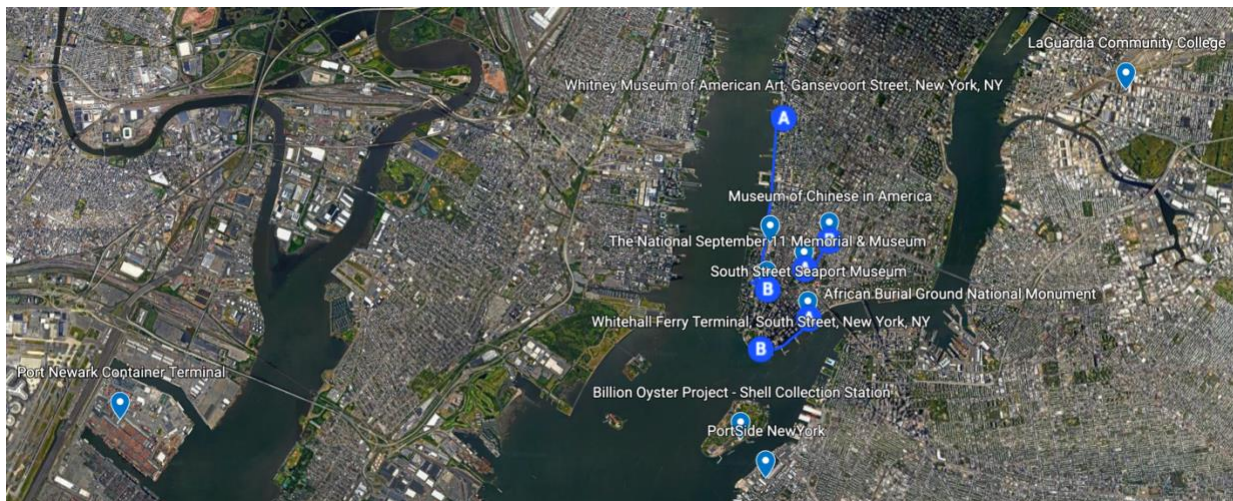 LaGuardia Community College
Whitney Museum of American Art, Gansevoort Street, New York, NY
A
Museum of Chinese in America
B
The National September 11 Memorial & Museum
A
South Street Seaport Museum
B
African Burial Ground National Monument
A
Whitehall Ferry Terminal, South Street, New York, NY
B
Port Newark Container Terminal
Billion Oyster Project - Shell Collection Station
PortSide NewYork